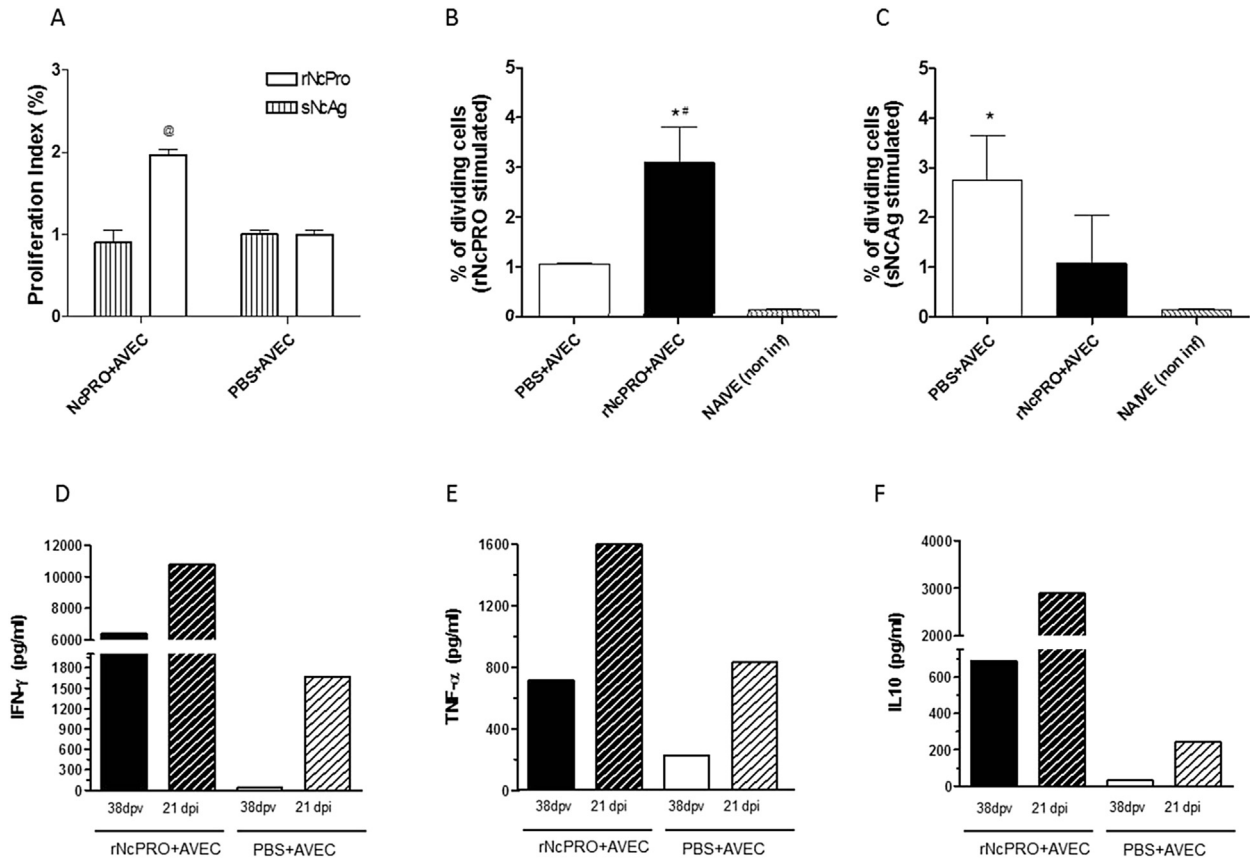 A
Proliferation Index (%)
3
2
1
0
@
rNcPro
sNcAg
NcPRO+AVEC
PBS+AVEC
B
% of dividing cells
(rNcPRO stimulated)
5
4
3
2
1
0
*#
PBS+AVEC
rNcPRO+AVEC
NAIVE (non inf)
C
% of dividing cells
(sNCAg stimulated)
5
4
3
2
1
0
*
PBS+AVEC
rNcPRO+AVEC
NAIVE (non inf)
D
IFN-γ (pg/ml)
12000
10000
8000
6000
1800
1500
1200
900
600
300
0
38dpv 21 dpi 38dpv 21 dpi
rNcPRO+AVEC PBS+AVEC
E
TNF-α (pg/ml)
1600
1200
800
400
0
38dpv 21 dpi 38dpv 21 dpi
rNcPRO+AVEC PBS+AVEC
F
IL10 (pg/ml)
4000
3000
2000
600
400
200
0
38dpv 21 dpi 38dpv 21 dpi
rNcPRO+AVEC PBS+AVEC